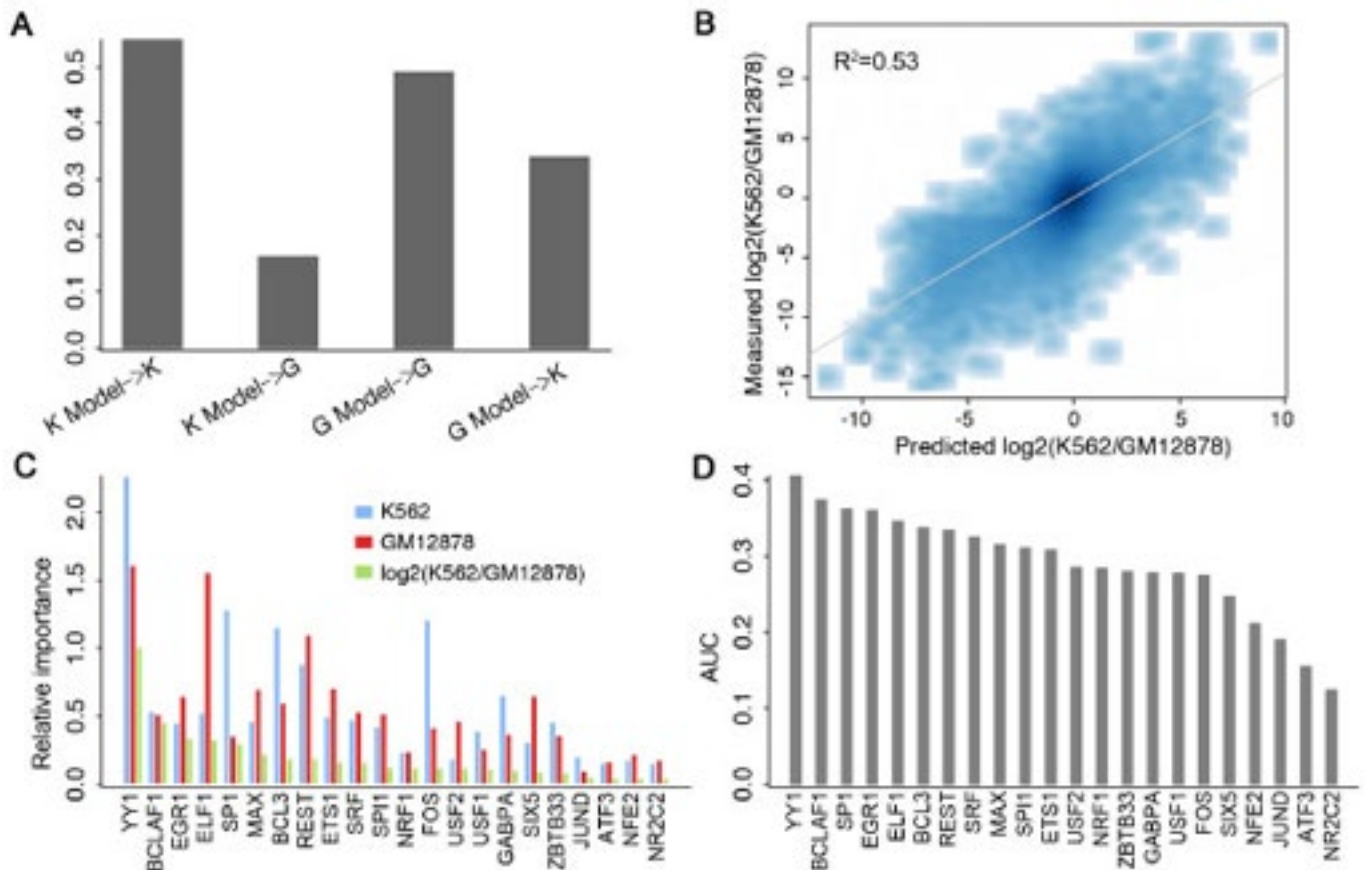 A
0.5
0.4
0.3
0.2
0.1
0.0
K Model->K
K Model->G
G Model->G
G Model->K
B
R²=0.53
Measured log2(K562/GM12878)
10
5
0
-5
-10
-15
-10 -5 0 5 10
Predicted log2(K562/GM12878)
C
Relative importance
2.0
1.5
1.0
0.5
0.0
K562
GM12878
log2(K562/GM12878)
YY1
BCLAF1
EGR1
ELF1
SP1
MAX
BCL3
REST
ETS1
SRF
SPI1
NRF1
FOS
USF2
USF1
GABPA
SIX5
ZBTB33
JUND
ATF3
NFE2
NR2C2
D
AUC
0.4
0.3
0.2
0.1
0.0
YY1
BCLAF1
SP1
EGR1
ELF1
BCL3
REST
SRF
MAX
SPI1
ETS1
USF2
NRF1
ZBTB33
GABPA
USF1
FOS
SIX5
NFE2
JUND
ATF3
NR2C2